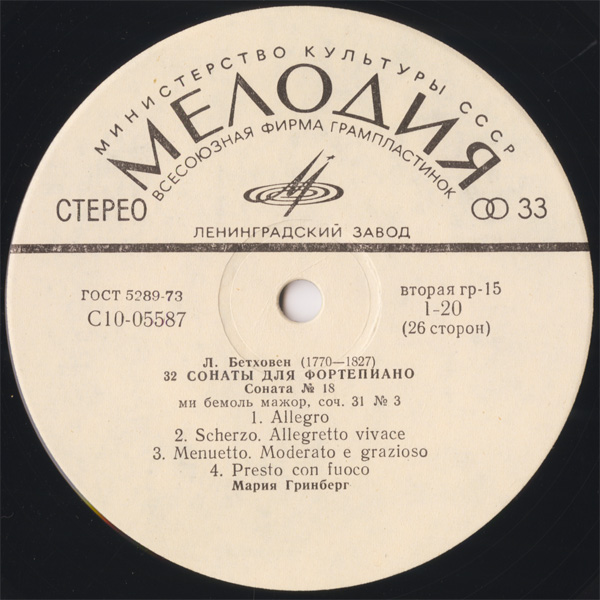 МИНИСТЕРСТВО КУЛЬТУРЫ СССР
МЕЛОДИЯ
ВСЕСОЮЗНАЯ ФИРМА ГРАМПЛАСТИНОК
СТЕРЕО
33
ЛЕНИНГРАДСКИЙ ЗАВОД
ГОСТ 5289-73
С10-05587
вторая гр-15
1-20
(26 сторон)
Л. Бетховен (1770—1827)
32 СОНАТЫ ДЛЯ ФОРТЕПИАНО
Соната № 18
ми бемоль мажор, соч. 31 № 3
1. Allegro
2. Scherzo. Allegretto vivace
3. Menuetto. Moderato e grazioso
4. Presto con fuoco
Мария Гринберг